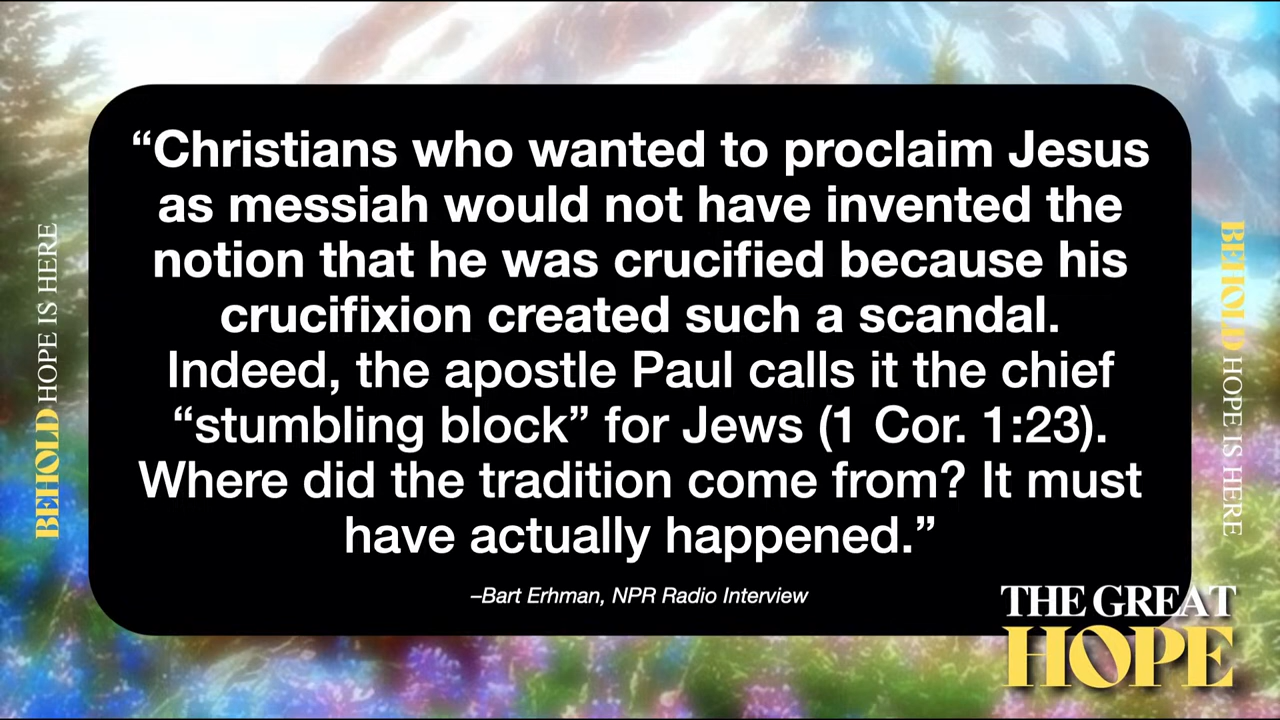 “Christians who wanted to proclaim Jesus
as messiah would not have invented the
notion that he was crucified because his
crucifixion created such a scandal.
Indeed, the apostle Paul calls it the chief
“stumbling block” for Jews (1 Cor. 1:23).
Where did the tradition come from? It must
have actually happened.”
–Bart Erhman, NPR Radio Interview
BEHOLD HOPE IS HERE
BEHOLD HOPE IS HERE
THE GREAT
HOPE